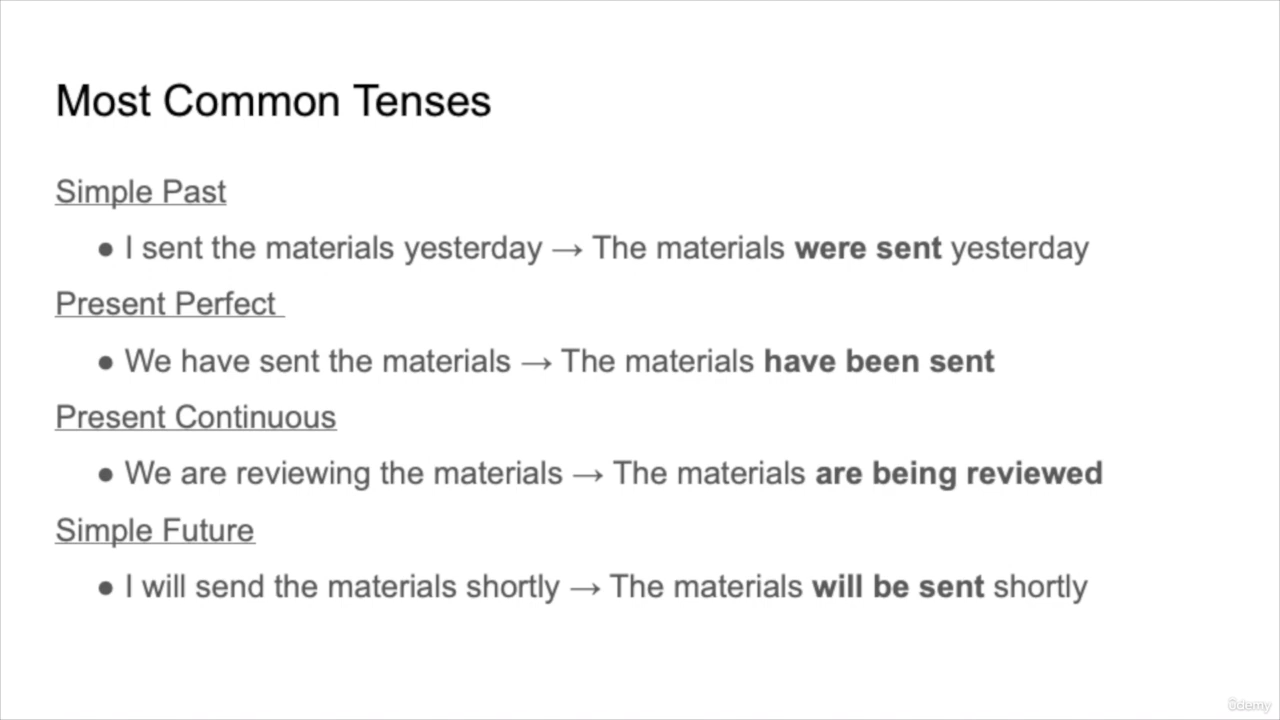 Most Common Tenses
Simple Past
● I sent the materials yesterday → The materials were sent yesterday
Present Perfect
● We have sent the materials → The materials have been sent
Present Continuous
● We are reviewing the materials → The materials are being reviewed
Simple Future
● I will send the materials shortly → The materials will be sent shortly
ûdemy